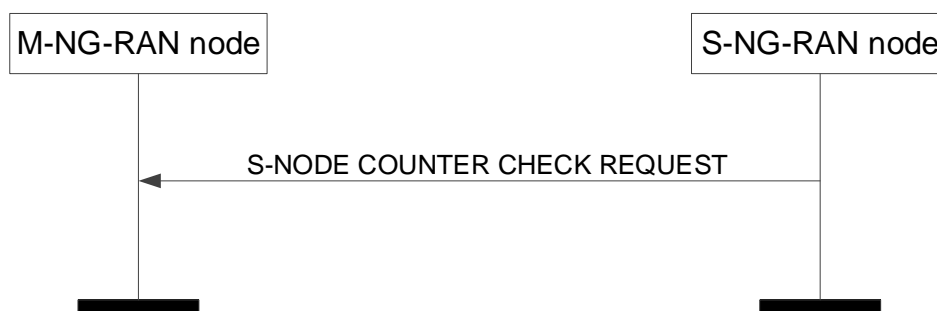 M-NG-RAN node
S-NG-RAN node
S-NODE COUNTER CHECK REQUEST